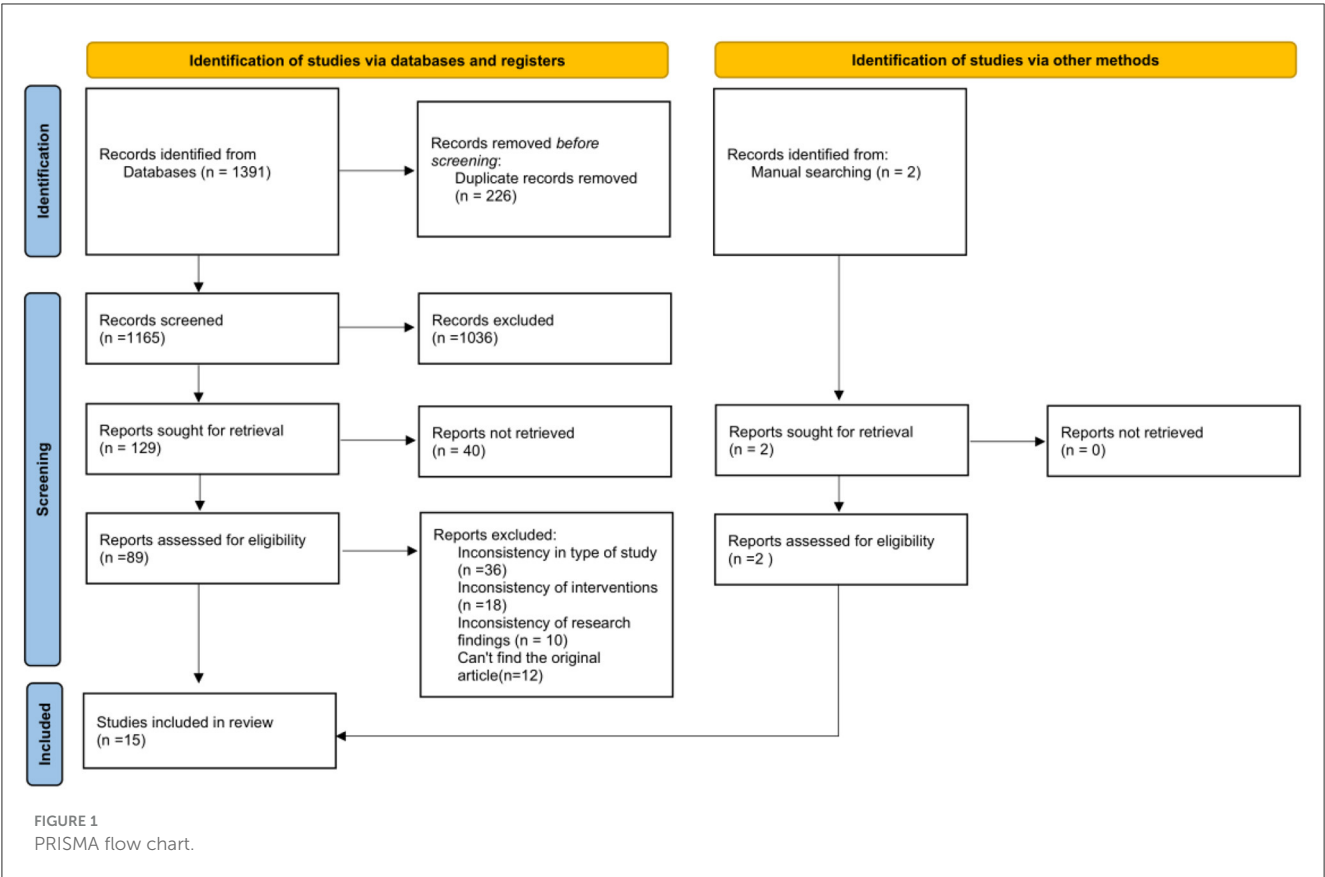 Identification of studies via databases and registers
Identification of studies via other methods
Identification
Records identified from
Databases (n = 1391)
Records removed before
screening:
Duplicate records removed
(n = 226)
Records identified from:
Manual searching (n = 2)
Screening
Records screened
(n =1165)
Records excluded
(n =1036)
Reports sought for retrieval
(n = 129)
Reports not retrieved
(n = 40)
Reports sought for retrieval
(n = 2)
Reports not retrieved
(n = 0)
Reports assessed for eligibility
(n =89)
Reports excluded:
Inconsistency in type of study
(n =36)
Inconsistency of interventions
(n =18)
Inconsistency of research
findings (n = 10)
Can't find the original
article(n=12)
Reports assessed for eligibility
(n =2 )
Included
Studies included in review
(n =15)
FIGURE 1
PRISMA flow chart.